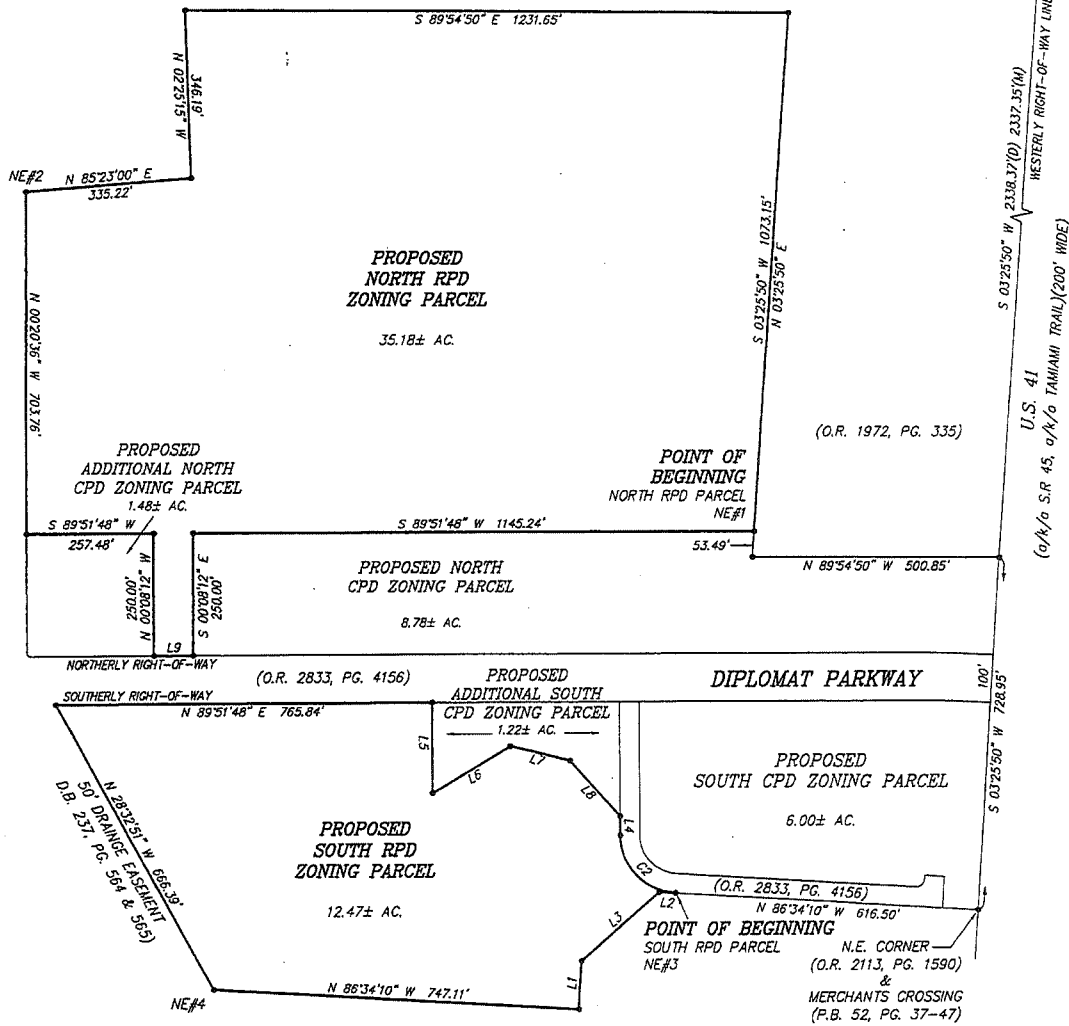 S 89°54'50" E 1231.65'
N 02°25'15" W
346.19'
NE#2
N 85°23'00" E
335.22'
N 00°20'36" W 703.76'
PROPOSED
NORTH RPD
ZONING PARCEL
35.18± AC.
S 03°25'50" W 1073.15'
N 03°25'50" E
S 03°25'50" W 2338.37'(D) 2337.35'(M)
WESTERLY RIGHT-OF-WAY LINE
U.S. 41
(a/k/a S.R 45, a/k/a TAMIAMI TRAIL)(200' WIDE)
(O.R. 1972, PG. 335)
PROPOSED
ADDITIONAL NORTH
CPD ZONING PARCEL
1.48± AC.
POINT OF
BEGINNING
NORTH RPD PARCEL
NE#1
S 89°51'48" W
257.48'
S 89°51'48" W 1145.24'
53.49'
N 89°54'50" W 500.85'
N 00°08'12" W
250.00'
S 00°08'12" E
250.00'
L9
PROPOSED NORTH
CPD ZONING PARCEL
8.78± AC.
NORTHERLY RIGHT-OF-WAY
(O.R. 2833, PG. 4156)
SOUTHERLY RIGHT-OF-WAY
N 89°51'48" E 765.84'
PROPOSED
ADDITIONAL SOUTH
CPD ZONING PARCEL
1.22± AC.
DIPLOMAT PARKWAY
100'
S 03°25'50" W 728.95'
L5
L6
L7
L8
L4
C2
L2
L3
L1
PROPOSED
SOUTH CPD ZONING PARCEL
6.00± AC.
N 28°32'51" W 666.39'
50' DRAINGE EASEMENT
D.B. 237, PG. 564 & 565)
PROPOSED
SOUTH RPD
ZONING PARCEL
12.47± AC.
(O.R. 2833, PG. 4156)
N 86°34'10" W 616.50'
POINT OF BEGINNING
SOUTH RPD PARCEL
NE#3
N.E. CORNER
(O.R. 2113, PG. 1590)
&
MERCHANTS CROSSING
(P.B. 52, PG. 37-47)
NE#4
N 86°34'10" W 747.11'